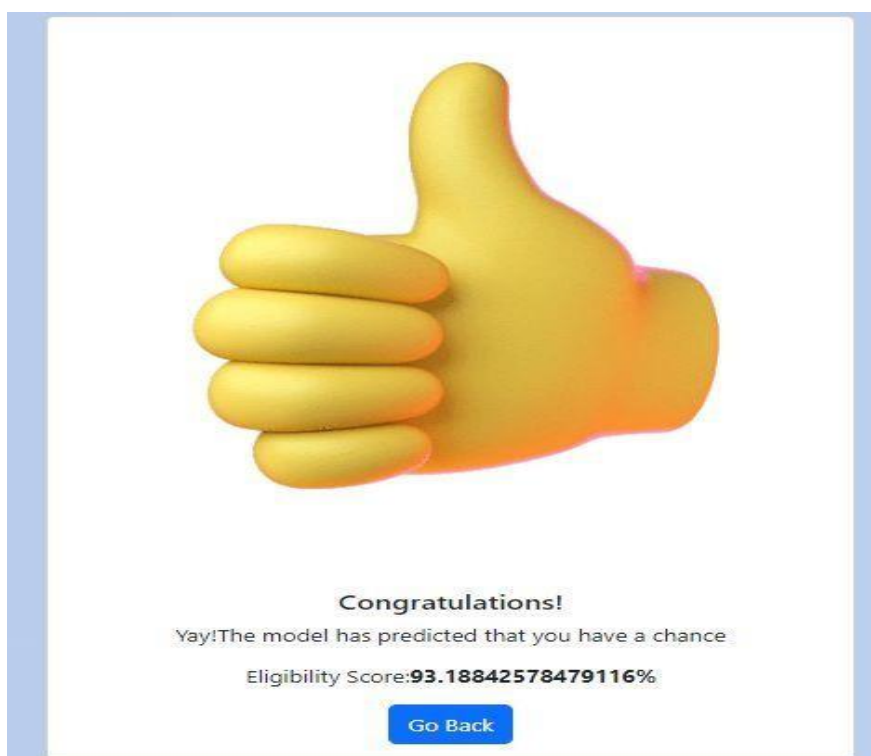 Congratulations!
Yay!The model has predicted that you have a chance
Eligibility Score:93.18842578479116%
Go Back